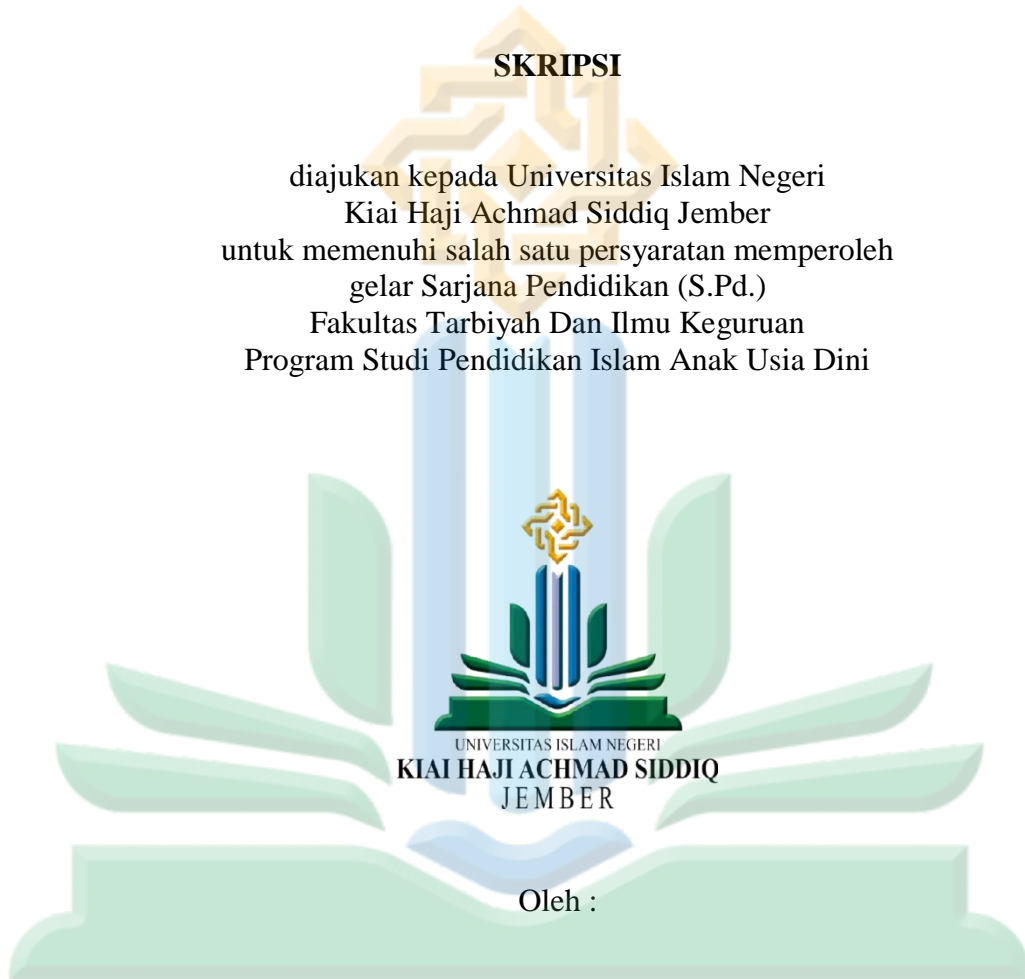 SKRIPSI
diajukan kepada Universitas Islam Negeri
Kiai Haji Achmad Siddiq Jember
untuk memenuhi salah satu persyaratan memperoleh
gelar Sarjana Pendidikan (S.Pd.)
Fakultas Tarbiyah Dan Ilmu Keguruan
Program Studi Pendidikan Islam Anak Usia Dini
UNIVERSITAS ISLAM NEGERI
KIAI HAJI ACHMAD SIDDIQ
JEMBER
Oleh :